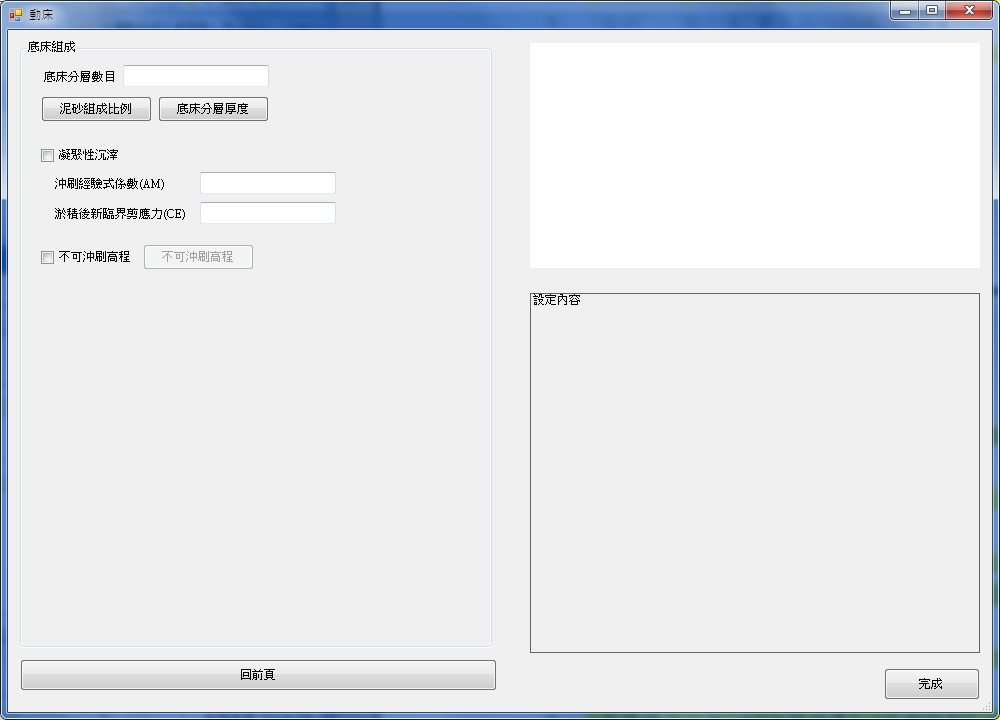 動床
底床組成
底床分層數目
泥砂組成比例
底床分層厚度
凝聚性沉滓
沖刷經驗式係數(AM)
淤積後新臨界剪應力(CE)
不可沖刷高程
不可沖刷高程
設定內容
回前頁
完成